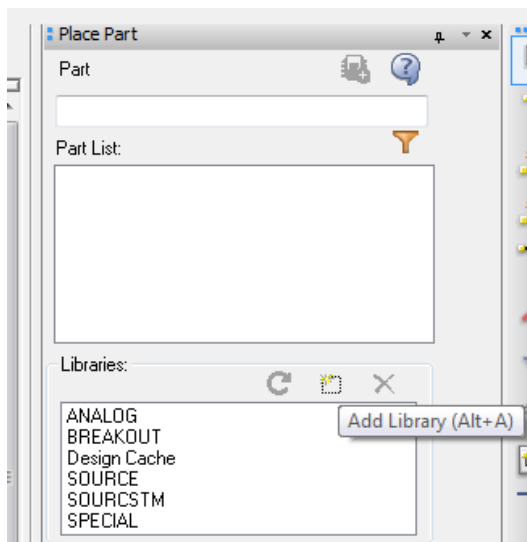 Place Part
Part
Part List:
Libraries:
Add Library (Alt+A)
ANALOG
BREAKOUT
Design Cache
SOURCE
SOURCSTM
SPECIAL